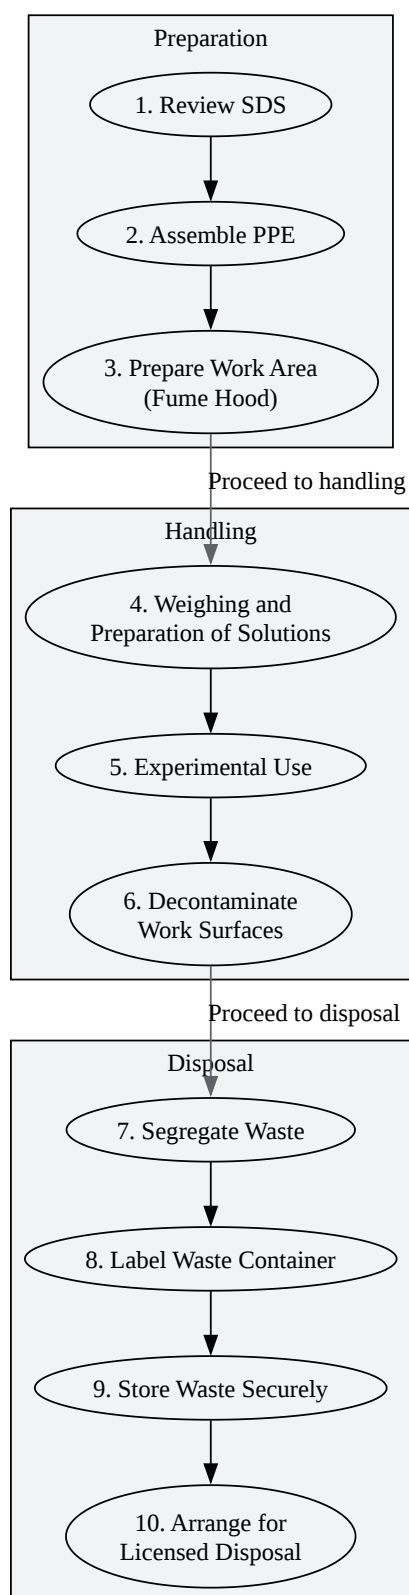 Preparation
1. Review SDS
2. Assemble PPE
3. Prepare Work Area
(Fume Hood)
Proceed to handling
Handling
4. Weighing and
Preparation of Solutions
5. Experimental Use
6. Decontaminate
Work Surfaces
Proceed to disposal
Disposal
7. Segregate Waste
8. Label Waste Container
9. Store Waste Securely
10. Arrange for
Licensed Disposal